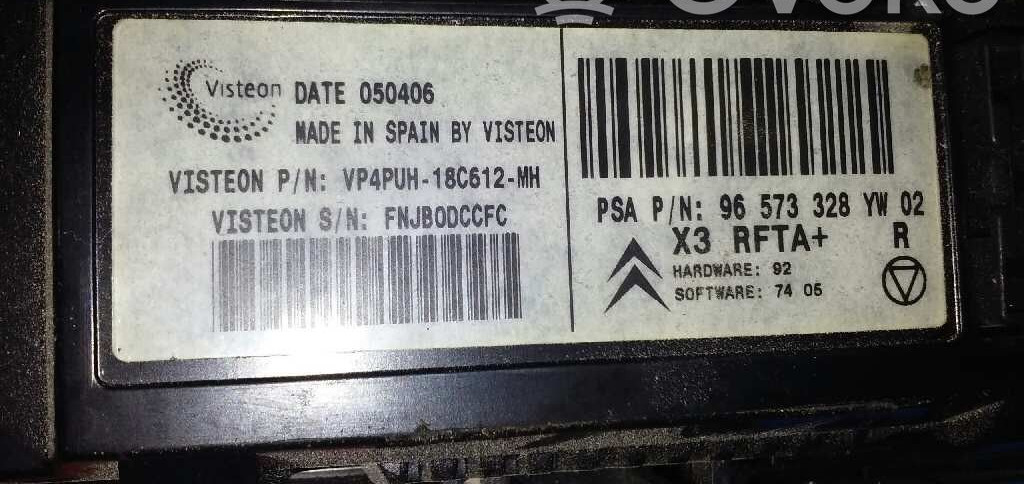 Visteon DATE 050406
MADE IN SPAIN BY VISTEON
VISTEON P/N: VP4PUH-18C612-MH
VISTEON S/N: FNJBODCCFC
PSA P/N: 96 573 328 YW 02
X3 RFTA+ R
HARDWARE: 92
SOFTWARE: 74 05